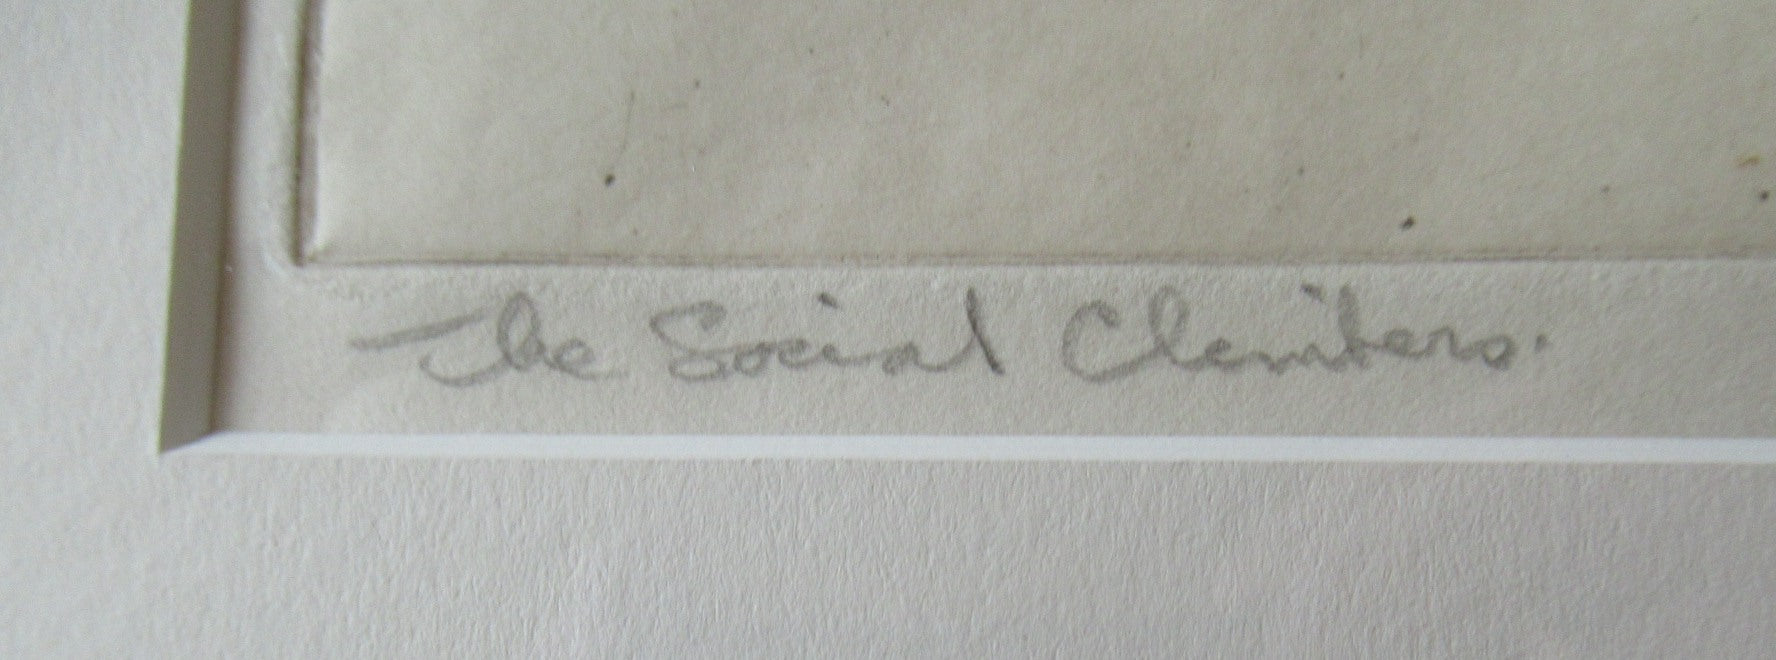 The Social Climbers.